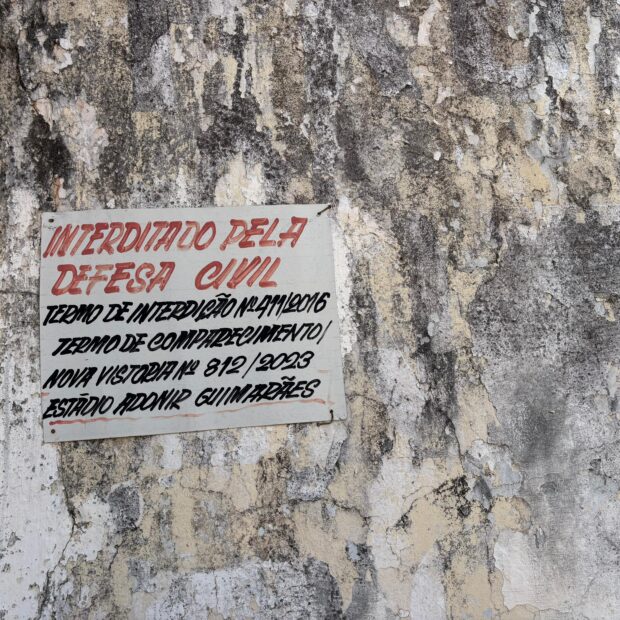 INTERDITADO PELA
DEFESA CIVIL
TERMO DE INTERDIÇÃO Nº 411/2016
TERMO DE COMPARECIMENTO/
NOVA VISTORIA Nº 812/2023
ESTÁDIO ADONIR GUIMARÃES